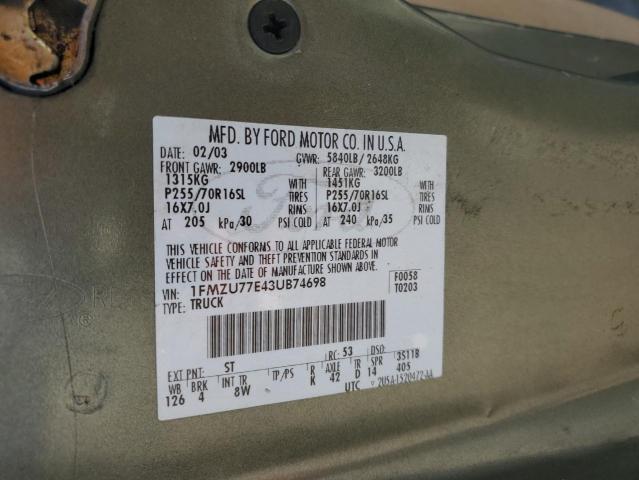 MFD. BY FORD MOTOR CO. IN U.S.A.
DATE: 02/03 GVWR: 5840LB/2648KG
FRONT GAWR: 2900LB REAR GAWR: 3200LB
1315KG WITH 1451KG WITH
P255/70R16SL TIRES P255/70R16SL TIRES
16X7.0J RIMS 16X7.0J RIMS
AT 205 kPa/30 PSI COLD AT 240 kPa/35 PSI COLD
THIS VEHICLE CONFORMS TO ALL APPLICABLE FEDERAL MOTOR
VEHICLE SAFETY AND THEFT PREVENTION STANDARDS IN
EFFECT ON THE DATE OF MANUFACTURE SHOWN ABOVE.
VIN: 1FMZU77E43UB74698 F0058
TYPE: TRUCK T0203
EXT PNT: ST RC: 53 DSO:
WB BRK INT TR TP/PS R AXLE TR SPR 3511B
126 4 8W K 42 D 14 405
UTC
Ford